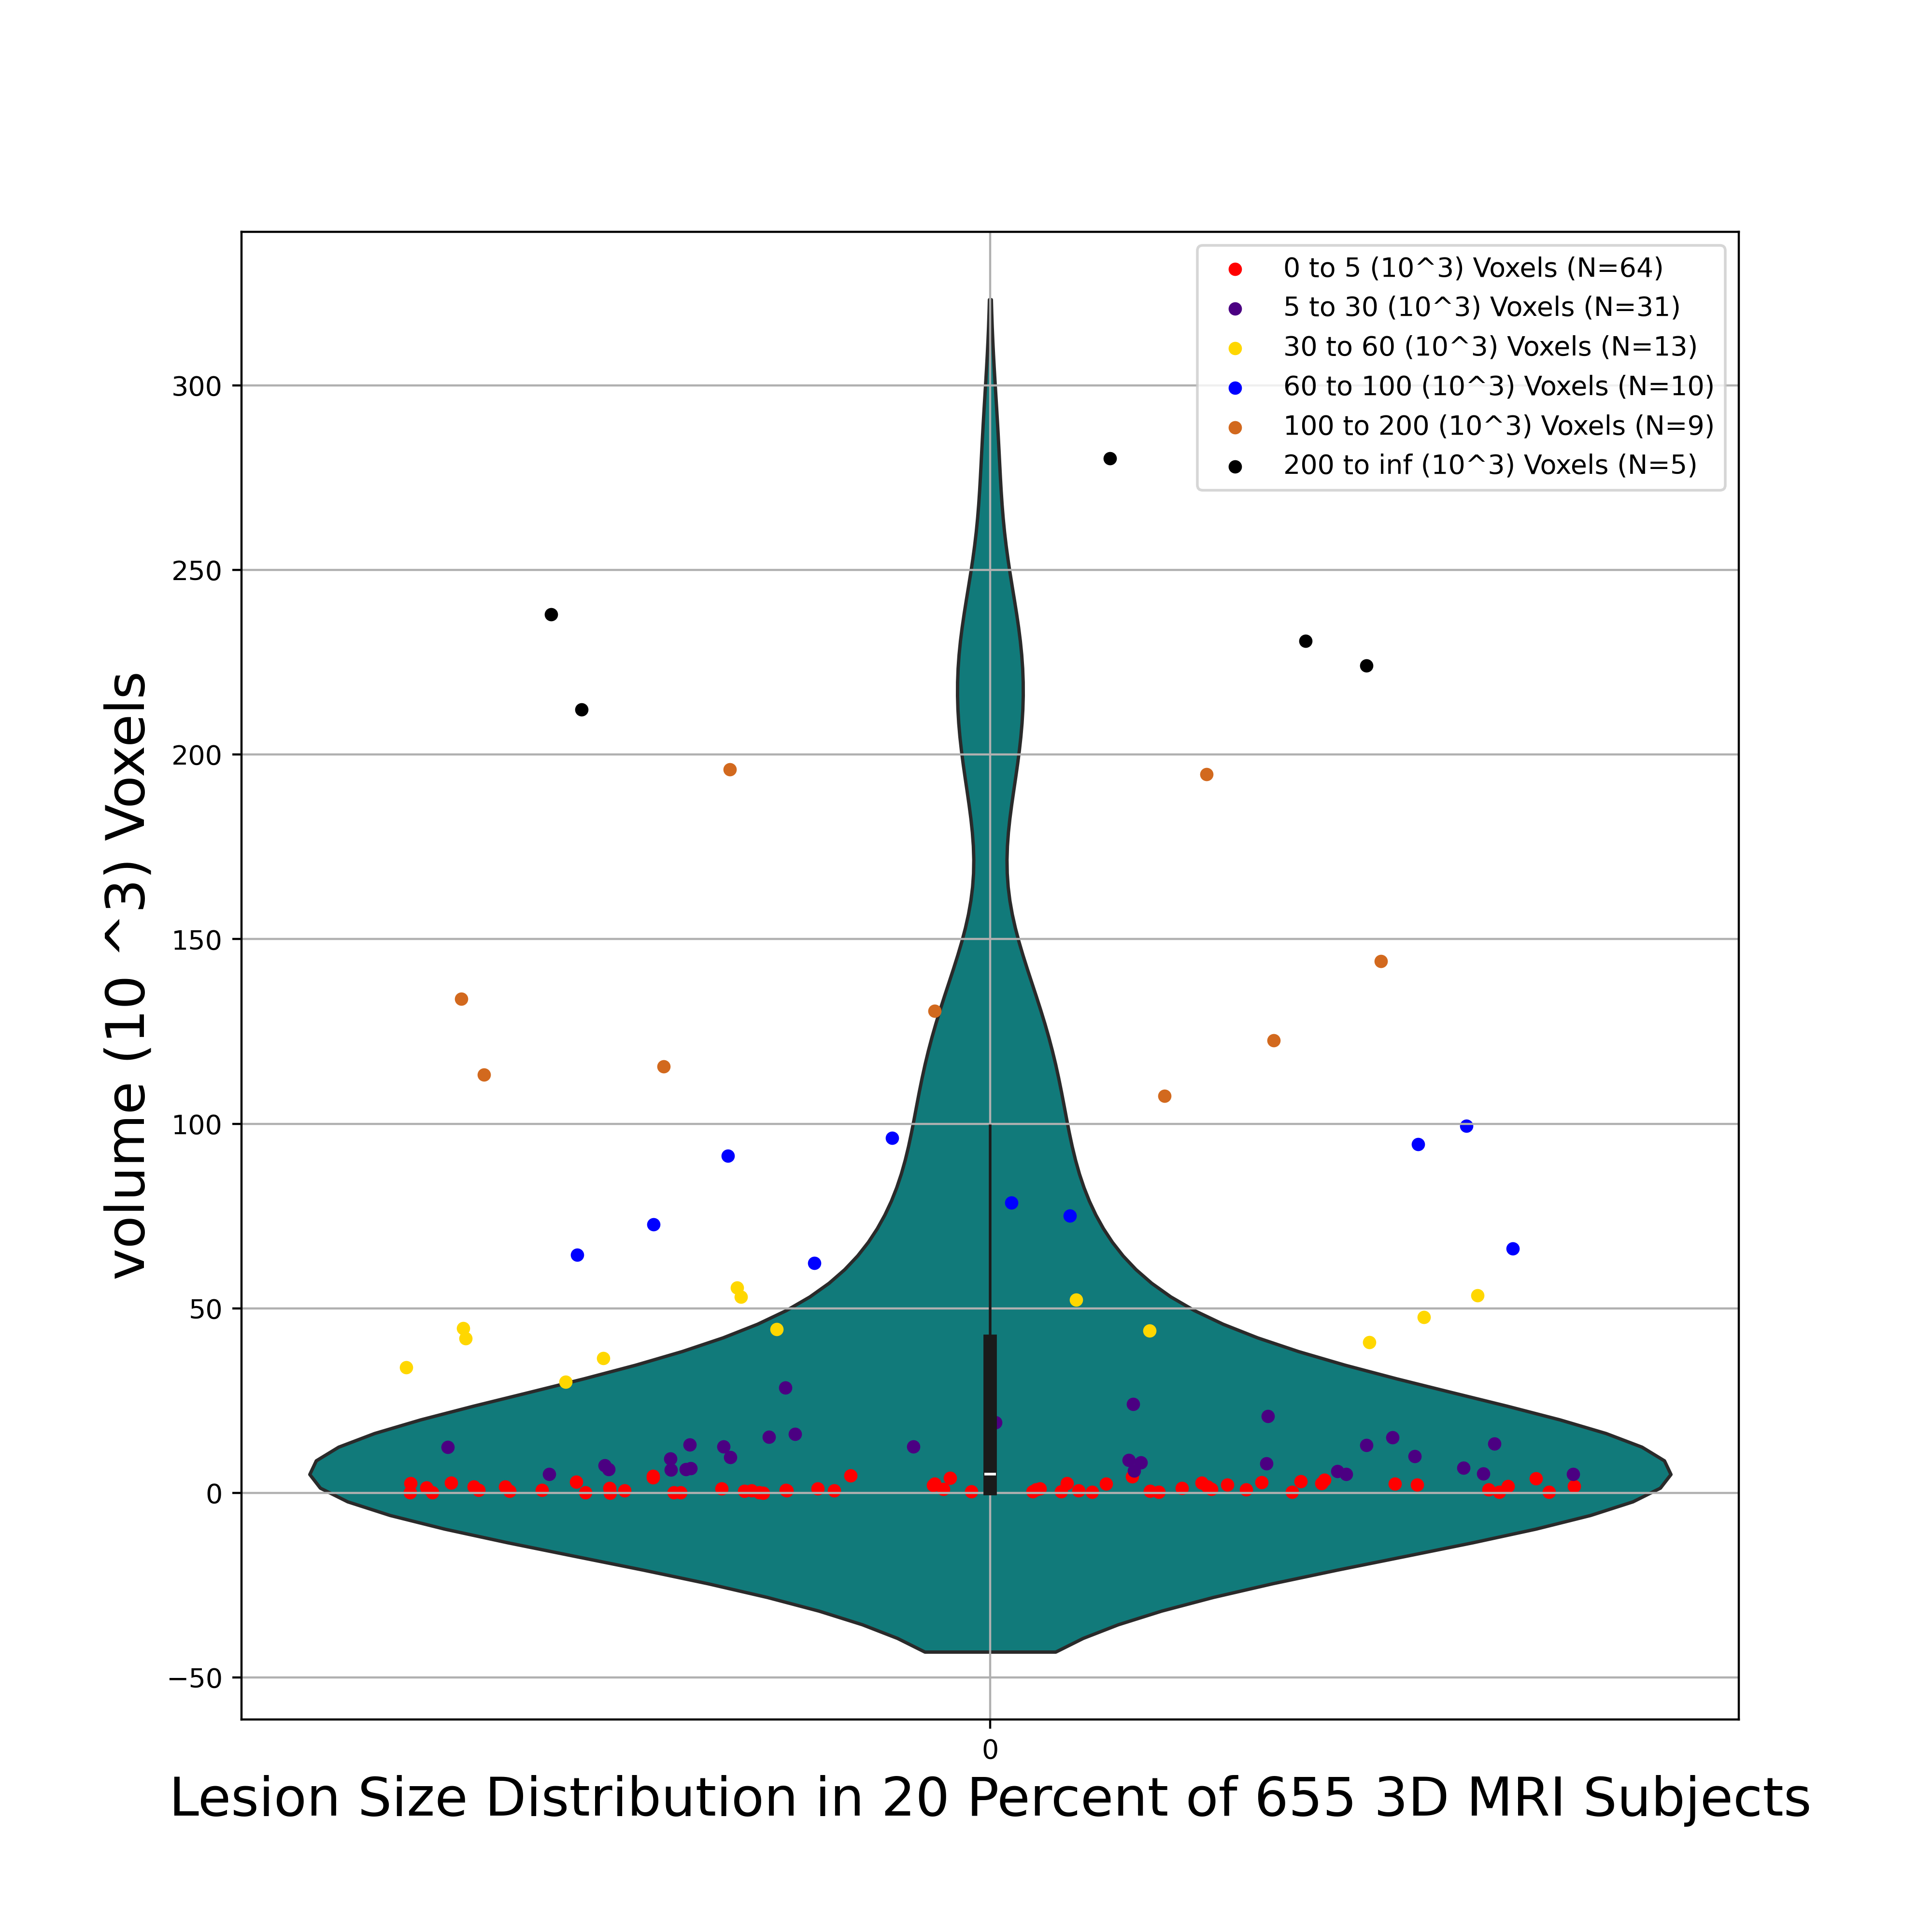 0 to 5 (10^3) Voxels (N=64)
5 to 30 (10^3) Voxels (N=31)
30 to 60 (10^3) Voxels (N=13)
60 to 100 (10^3) Voxels (N=10)
100 to 200 (10^3) Voxels (N=9)
200 to inf (10^3) Voxels (N=5)
volume (10 ^3) Voxels
300
250
200
150
100
50
0
−50
0
Lesion Size Distribution in 20 Percent of 655 3D MRI Subjects